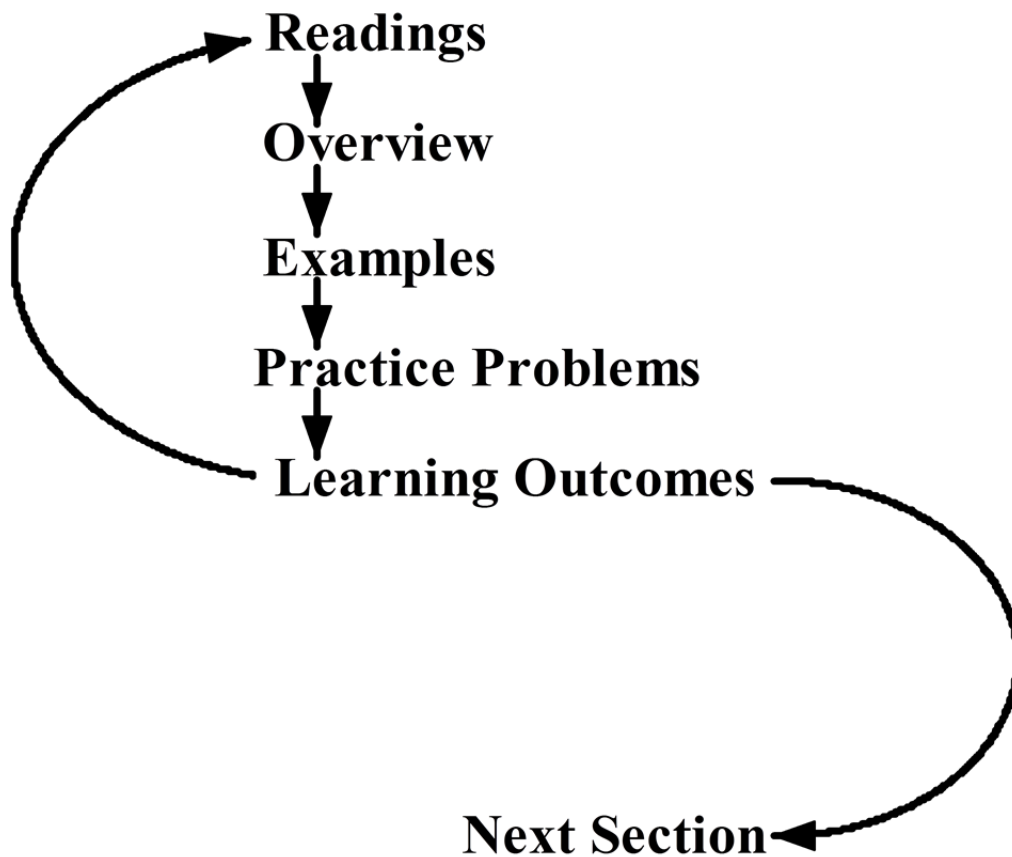 Readings
Overview
Examples
Practice Problems
Learning Outcomes
Next Section